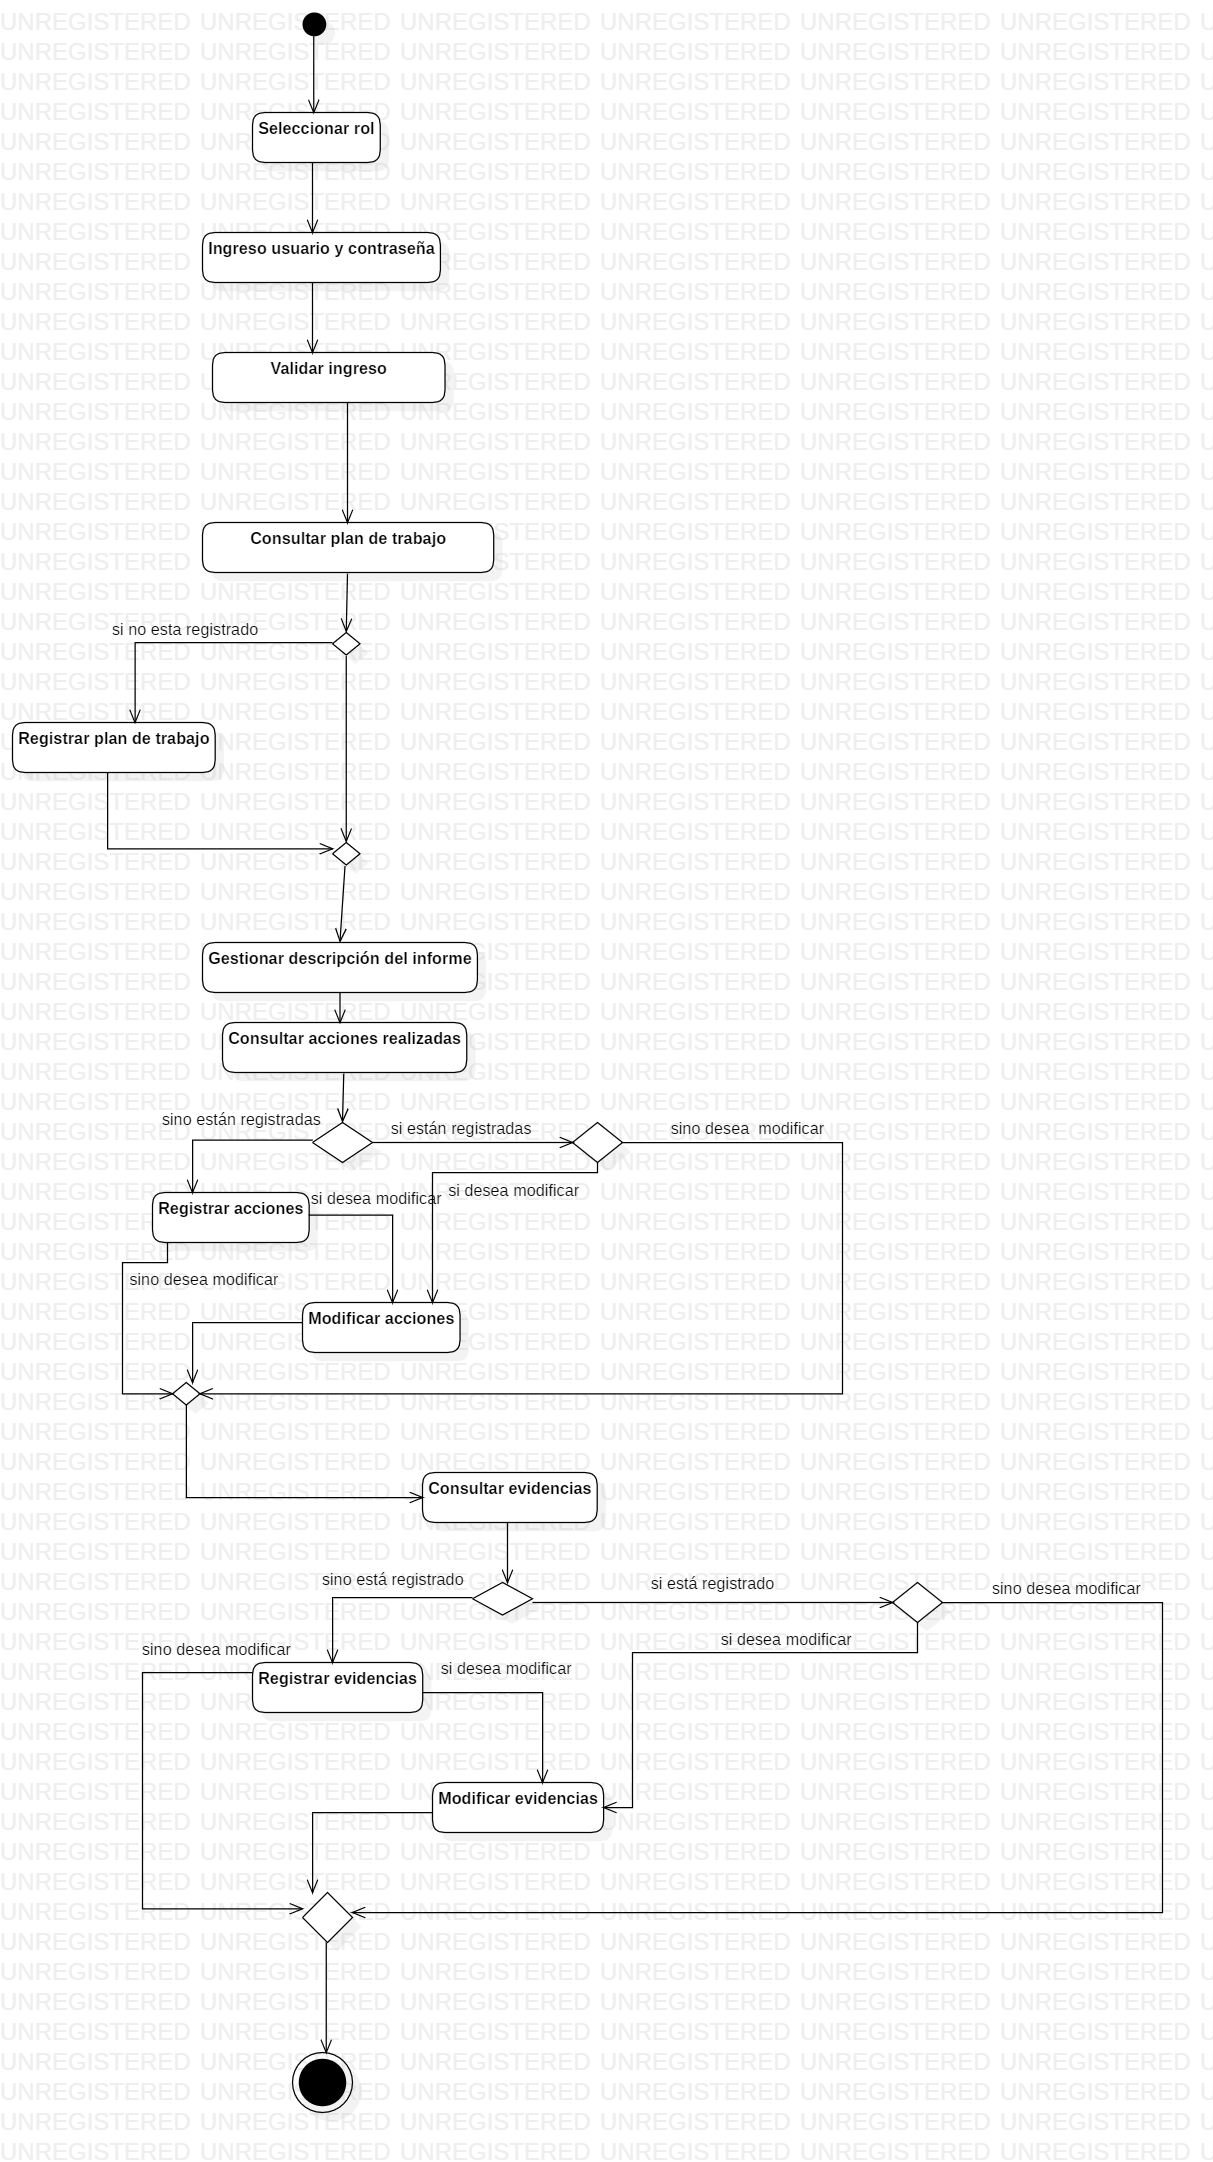 Seleccionar rol
Ingreso usuario y contraseña
Validar ingreso
Consultar plan de trabajo
si no esta registrado
Registrar plan de trabajo
Gestionar descripción del informe
Consultar acciones realizadas
sino están registradas
si están registradas
sino desea  modificar
si desea modificar
si desea modificar
Registrar acciones
sino desea modificar
Modificar acciones
Consultar evidencias
sino está registrado
si está registrado
sino desea modificar
si desea modificar
sino desea modificar
si desea modificar
Registrar evidencias
Modificar evidencias
UNREGISTERED